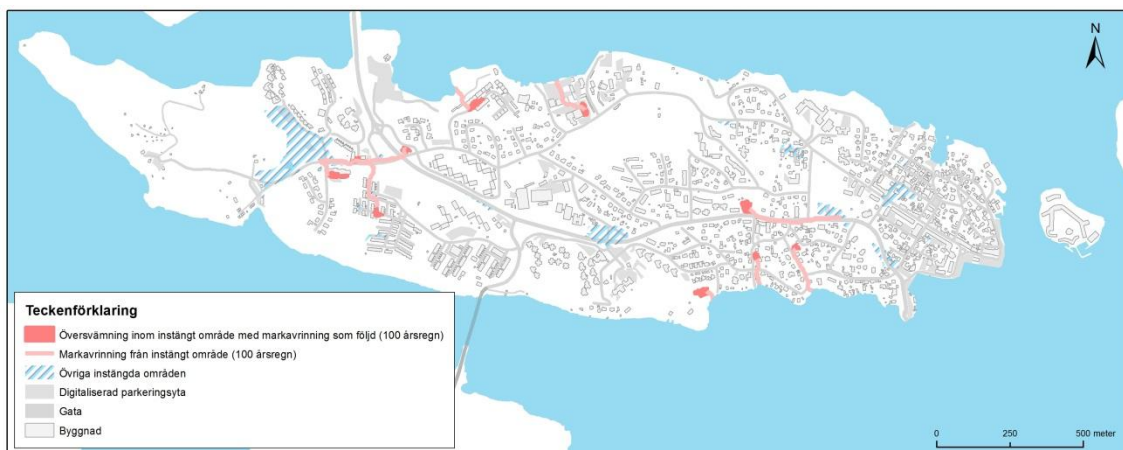 N
Teckenförklaring
Översvämning inom instängt område med markavrinning som följd (100 årsregn)
Markavrinning från instängt område (100 årsregn)
Övriga instängda områden
Digitaliserad parkeringsyta
Gata
Byggnad
0 250 500 meter